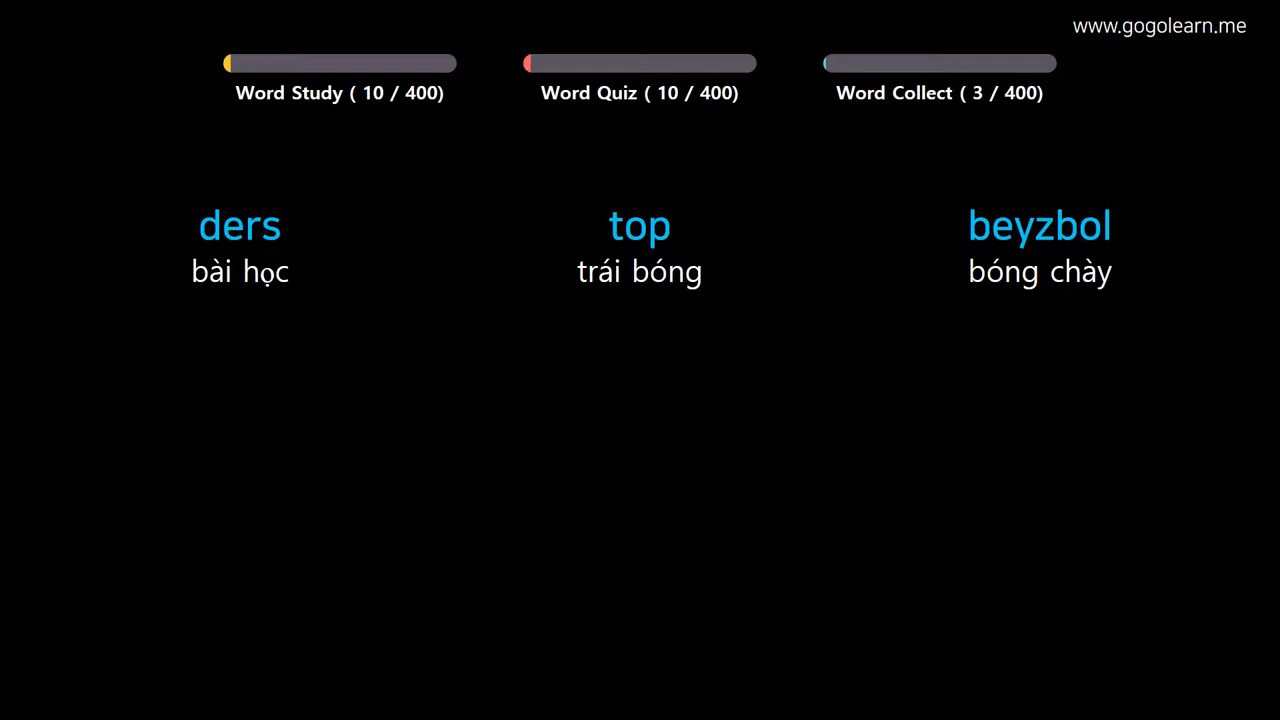 www.gogolearn.me
Word Study ( 10 / 400)
Word Quiz ( 10 / 400)
Word Collect ( 3 / 400)
ders
bài học
top
trái bóng
beyzbol
bóng chày